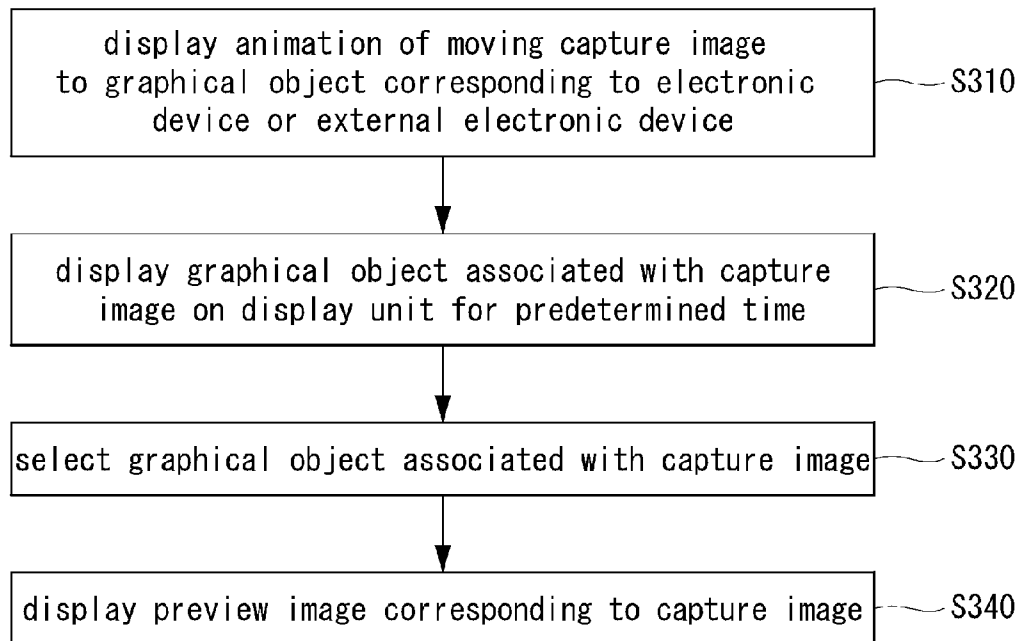 display animation of moving capture image
to graphical object corresponding to electronic
device or external electronic device
S310
display graphical object associated with capture
image on display unit for predetermined time
S320
select graphical object associated with capture image
S330
display preview image corresponding to capture image
S340